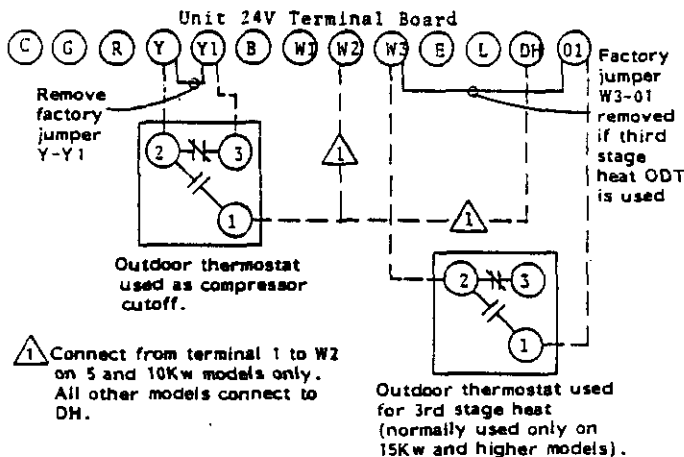 Unit 24V Terminal Board
C G R Y Y1 B W1 W2 W3 E L DH 01
Remove
factory
jumper
Y-Y1
Factory
jumper
W3-01
removed
if third
stage
heat ODT
is used
2 3
1
1
1
Outdoor thermostat
used as compressor
cutoff.
2 3
1
1 Connect from terminal 1 to W2
on 5 and 10Kw models only.
All other models connect to
DH.
Outdoor thermostat used
for 3rd stage heat
(normally used only on
15Kw and higher models).